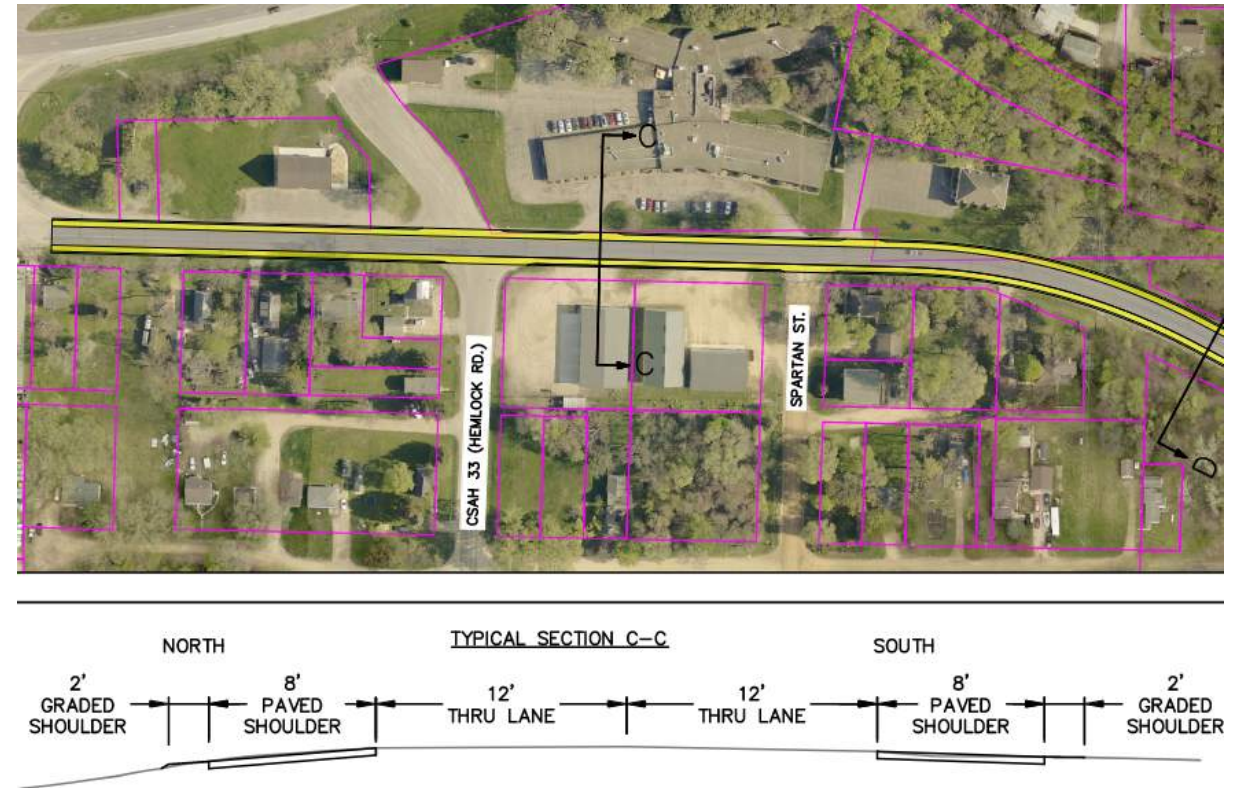 C
C
CSAH 33 (HEMLOCK RD.)
SPARTAN ST.
D
TYPICAL SECTION C-C
NORTH
SOUTH
2'
GRADED
SHOULDER
8'
PAVED
SHOULDER
12'
THRU LANE
12'
THRU LANE
8'
PAVED
SHOULDER
2'
GRADED
SHOULDER